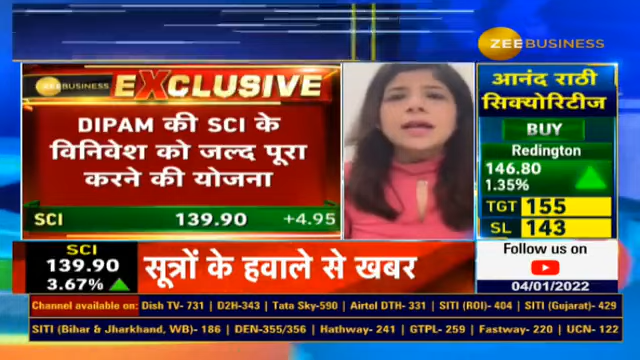 ZEE BUSINESS
ZEE BUSINESS EXCLUSIVE
DIPAM की SCI के
विनिवेश को जल्द पूरा
करने की योजना
SCI 139.90 +4.95
आनंद राठी
सिक्योरिटीज
BUY
Redington
146.80
1.35%
TGT 155
SL 143
SCI
139.90
3.67%
सूत्रों के हवाले से खबर
Follow us on
04/01/2022
Channel available on: Dish TV- 731 | D2H-343 | Tata Sky-590 | Airtel DTH- 331 | SITI (ROI)- 404 | SITI (Gujarat)- 429
SITI (Bihar & Jharkhand, WB)- 186 | DEN-355/356 | Hathway- 241 | GTPL- 259 | Fastway- 220 | UCN- 122